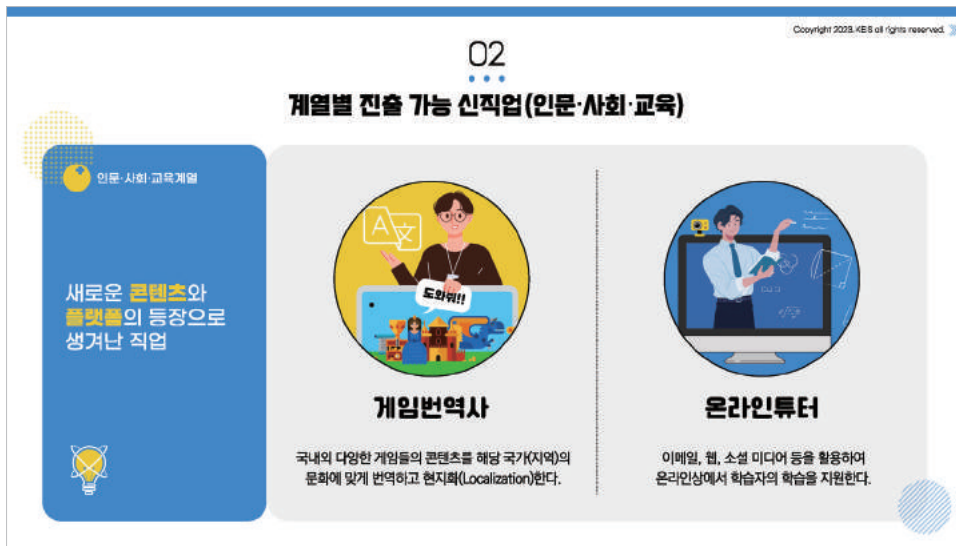 Copyright 2023.KEIS all rights reserved.
02
계열별 진출 가능 신직업(인문·사회·교육)
인문·사회·교육계열
새로운 콘텐츠와
플랫폼의 등장으로
생겨난 직업
A文
도와줘!!
게임번역사
국내외 다양한 게임들의 콘텐츠를 해당 국가(지역)의
문화에 맞게 번역하고 현지화(Localization)한다.
온라인튜터
이메일, 웹, 소셜 미디어 등을 활용하여
온라인상에서 학습자의 학습을 지원한다.